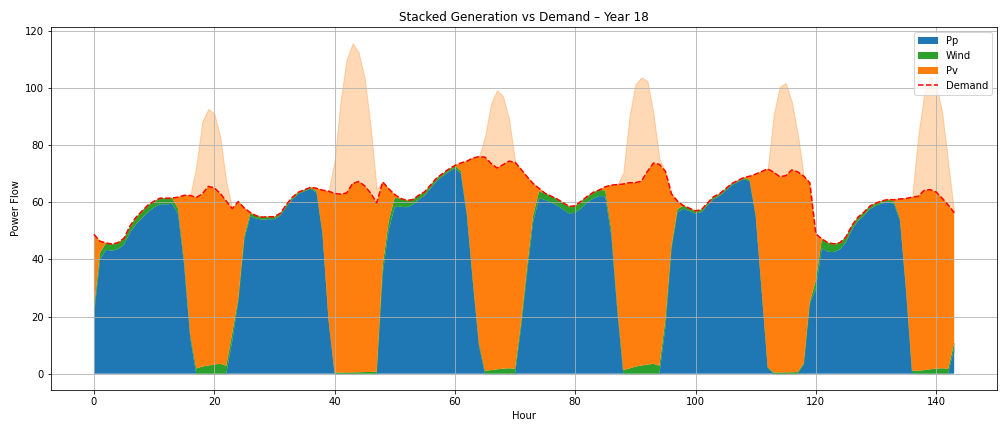 Stacked Generation vs Demand – Year 18
Power Flow
120
100
80
60
40
20
0
Pp
Wind
Pv
Demand
0 20 40 60 80 100 120 140
Hour